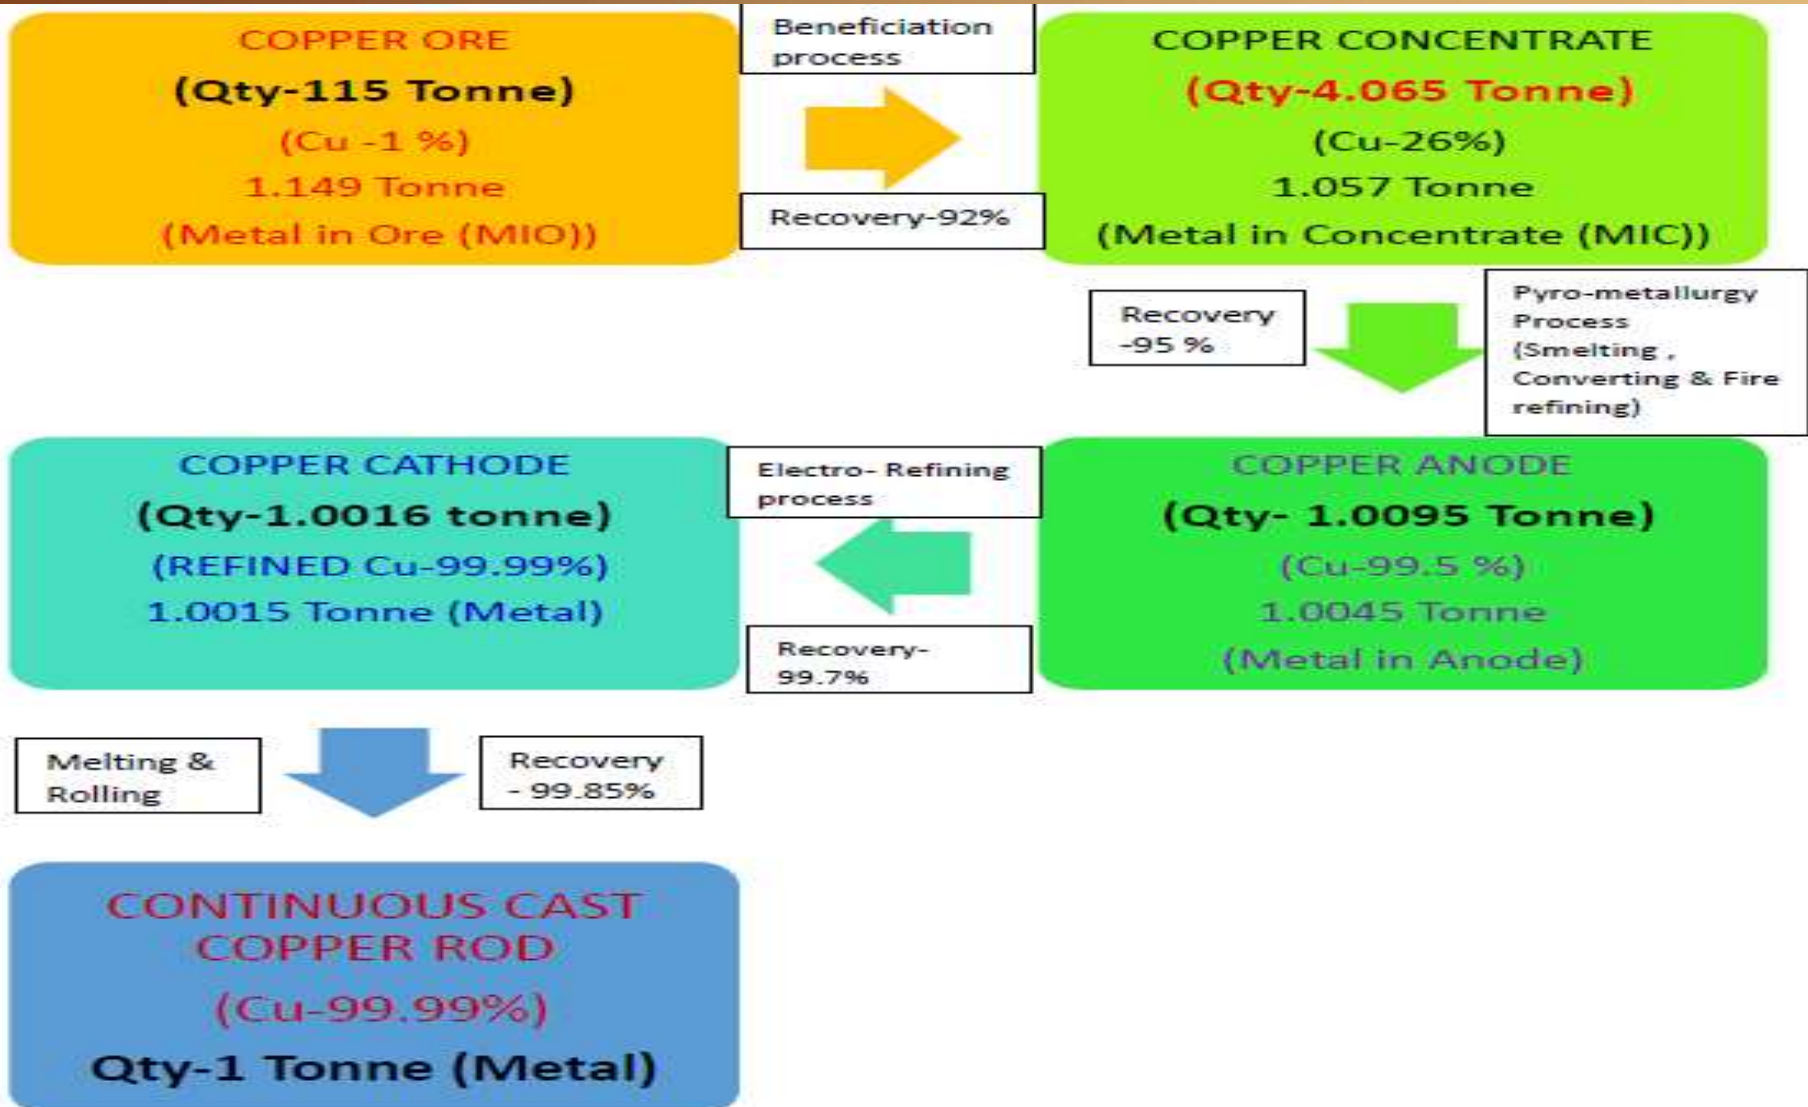 COPPER ORE
(Qty-115 Tonne)
(Cu -1 %)
1.149 Tonne
(Metal in Ore (MIO))
Beneficiation
process
Recovery-92%
COPPER CONCENTRATE
(Qty-4.065 Tonne)
(Cu-26%)
1.057 Tonne
(Metal in Concentrate (MIC))
Recovery
-95 %
Pyro-metallurgy
Process
(Smelting ,
Converting & Fire
refining)
COPPER ANODE
(Qty- 1.0095 Tonne)
(Cu-99.5 %)
1.0045 Tonne
(Metal in Anode)
Electro- Refining
process
Recovery-
99.7%
COPPER CATHODE
(Qty-1.0016 tonne)
(REFINED Cu-99.99%)
1.0015 Tonne (Metal)
Melting &
Rolling
Recovery
- 99.85%
CONTINUOUS CAST
COPPER ROD
(Cu-99.99%)
Qty-1 Tonne (Metal)